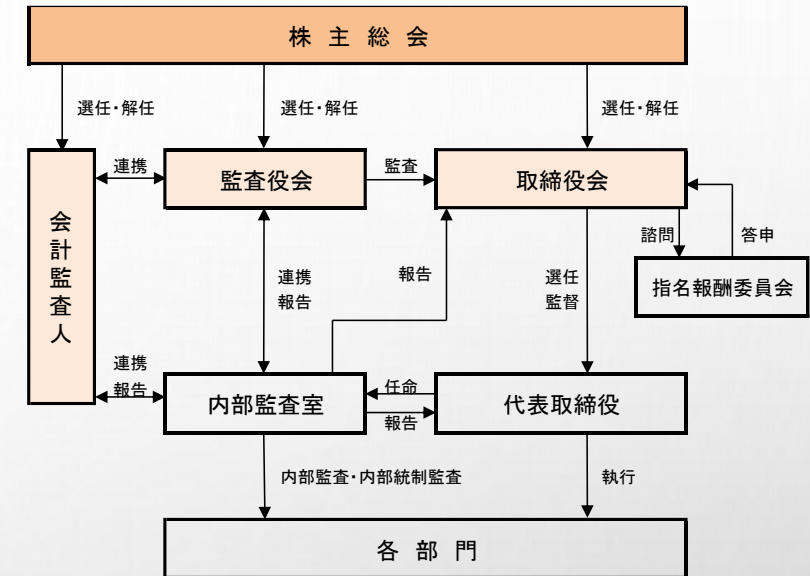 株 主 総 会
選任・解任
選任・解任
選任・解任
会計監査人
連携
監査役会
監査
取締役会
諮問
答申
指名報酬委員会
連携
報告
報告
選任
監督
連携
報告
内部監査室
任命
報告
代表取締役
内部監査・内部統制監査
執行
各 部 門